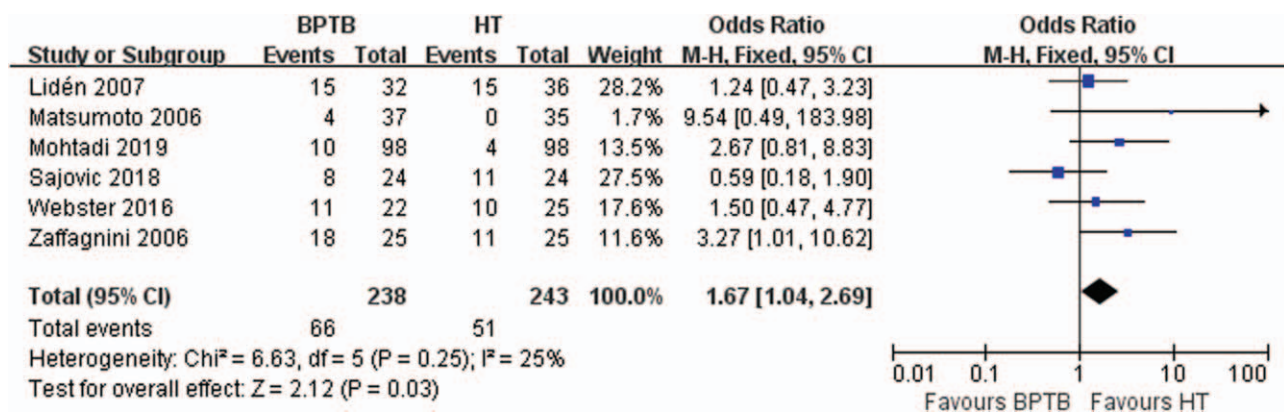 BPTB HT Odds Ratio Odds Ratio
Study or Subgroup Events Total Events Total Weight M-H, Fixed, 95% CI M-H, Fixed, 95% CI
Lidén 2007 15 32 15 36 28.2% 1.24 [0.47, 3.23]
Matsumoto 2006 4 37 0 35 1.7% 9.54 [0.49, 183.98]
Mohtadi 2019 10 98 4 98 13.5% 2.67 [0.81, 8.83]
Sajovic 2018 8 24 11 24 27.5% 0.59 [0.18, 1.90]
Webster 2016 11 22 10 25 17.6% 1.50 [0.47, 4.77]
Zaffagnini 2006 18 25 11 25 11.6% 3.27 [1.01, 10.62]
Total (95% CI) 238 243 100.0% 1.67 [1.04, 2.69]
Total events 66 51
Heterogeneity: Chi² = 6.63, df = 5 (P = 0.25); I² = 25%
Test for overall effect: Z = 2.12 (P = 0.03)
0.01 0.1 1 10 100
Favours BPTB Favours HT